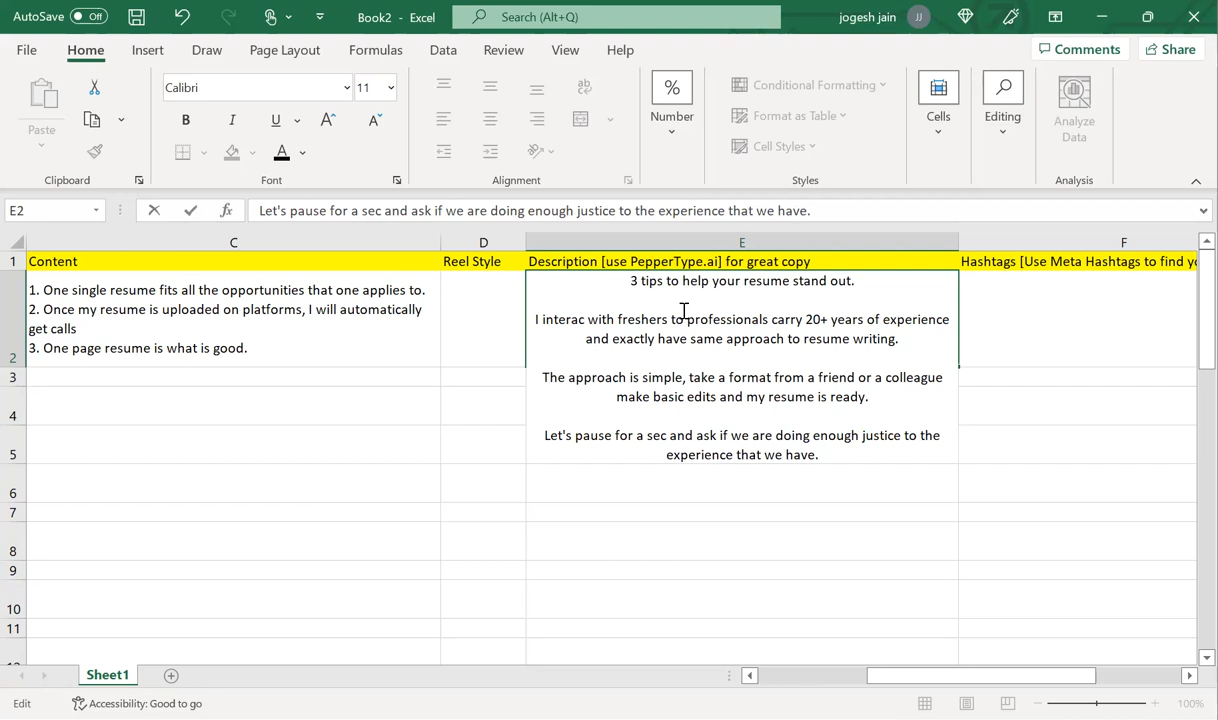 AutoSave Off Book2 - Excel Search (Alt+Q) jogesh jain JJ
File Home Insert Draw Page Layout Formulas Data Review View Help Comments Share
Calibri 11
Paste
B I U A A A
ab
%
Number
Conditional Formatting
Format as Table
Cell Styles
Cells
Editing
Analyze
Data
Clipboard Font Alignment Styles Analysis
E2 fx Let's pause for a sec and ask if we are doing enough justice to the experience that we have.
C D E F
1 Content Reel Style Description [use PepperType.ai] for great copy Hashtags [Use Meta Hashtags to find yo
2
1. One single resume fits all the opportunities that one applies to.
2. Once my resume is uploaded on platforms, I will automatically
get calls
3. One page resume is what is good.
3 tips to help your resume stand out.
I interac with freshers to professionals carry 20+ years of experience
and exactly have same approach to resume writing.
The approach is simple, take a format from a friend or a colleague
make basic edits and my resume is ready.
Let's pause for a sec and ask if we are doing enough justice to the
experience that we have.
3
4
5
6
7
8
9
10
11
Sheet1
Edit Accessibility: Good to go 100%